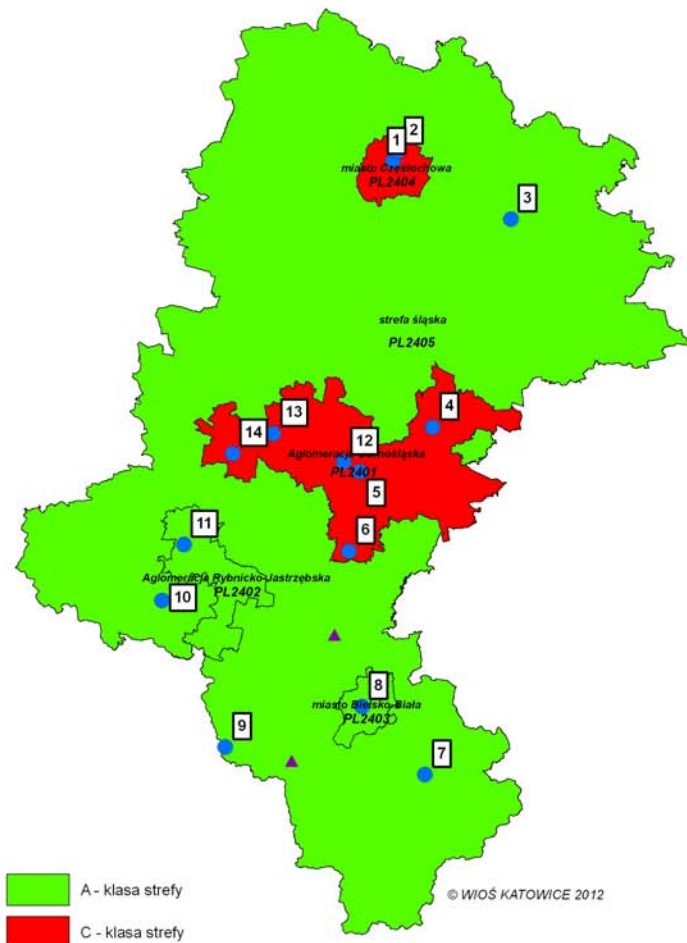 2
1
miasto Częstochowa
PL2404
3
strefa śląska
PL2405
4
13
14
12
Aglomeracja Górnośląska
PL2401
5
6
11
Aglomeracja Rybnicko-Jastrzębska
PL2402
10
8
miasto Bielsko-Biała
PL2403
9
7
A - klasa strefy
© WIOŚ KATOWICE 2012
C - klasa strefy